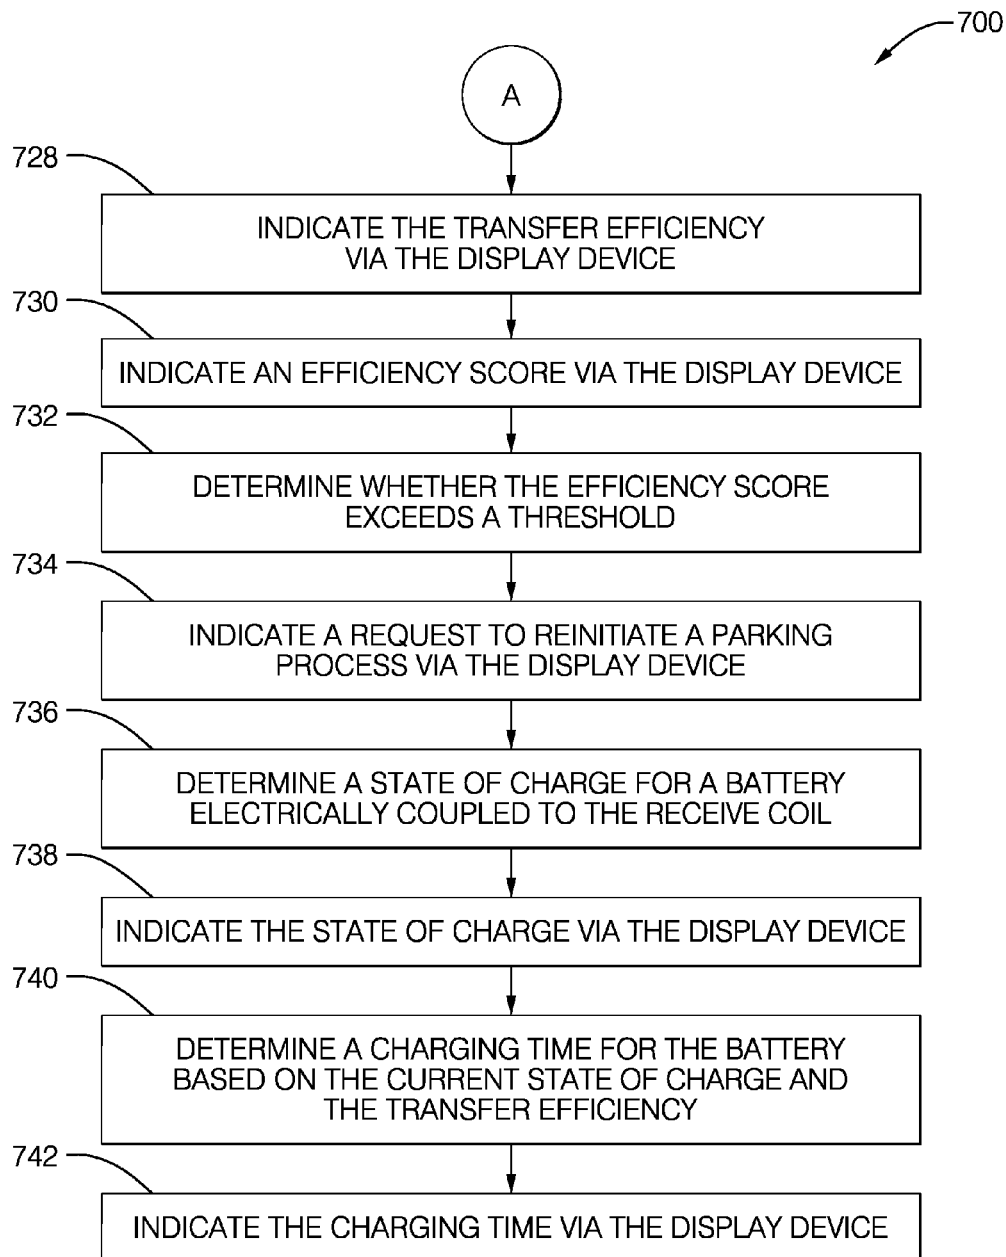 700
A
728
INDICATE THE TRANSFER EFFICIENCY
VIA THE DISPLAY DEVICE
730
INDICATE AN EFFICIENCY SCORE VIA THE DISPLAY DEVICE
732
DETERMINE WHETHER THE EFFICIENCY SCORE
EXCEEDS A THRESHOLD
734
INDICATE A REQUEST TO REINITIATE A PARKING
PROCESS VIA THE DISPLAY DEVICE
736
DETERMINE A STATE OF CHARGE FOR A BATTERY
ELECTRICALLY COUPLED TO THE RECEIVE COIL
738
INDICATE THE STATE OF CHARGE VIA THE DISPLAY DEVICE
740
DETERMINE A CHARGING TIME FOR THE BATTERY
BASED ON THE CURRENT STATE OF CHARGE AND
THE TRANSFER EFFICIENCY
742
INDICATE THE CHARGING TIME VIA THE DISPLAY DEVICE